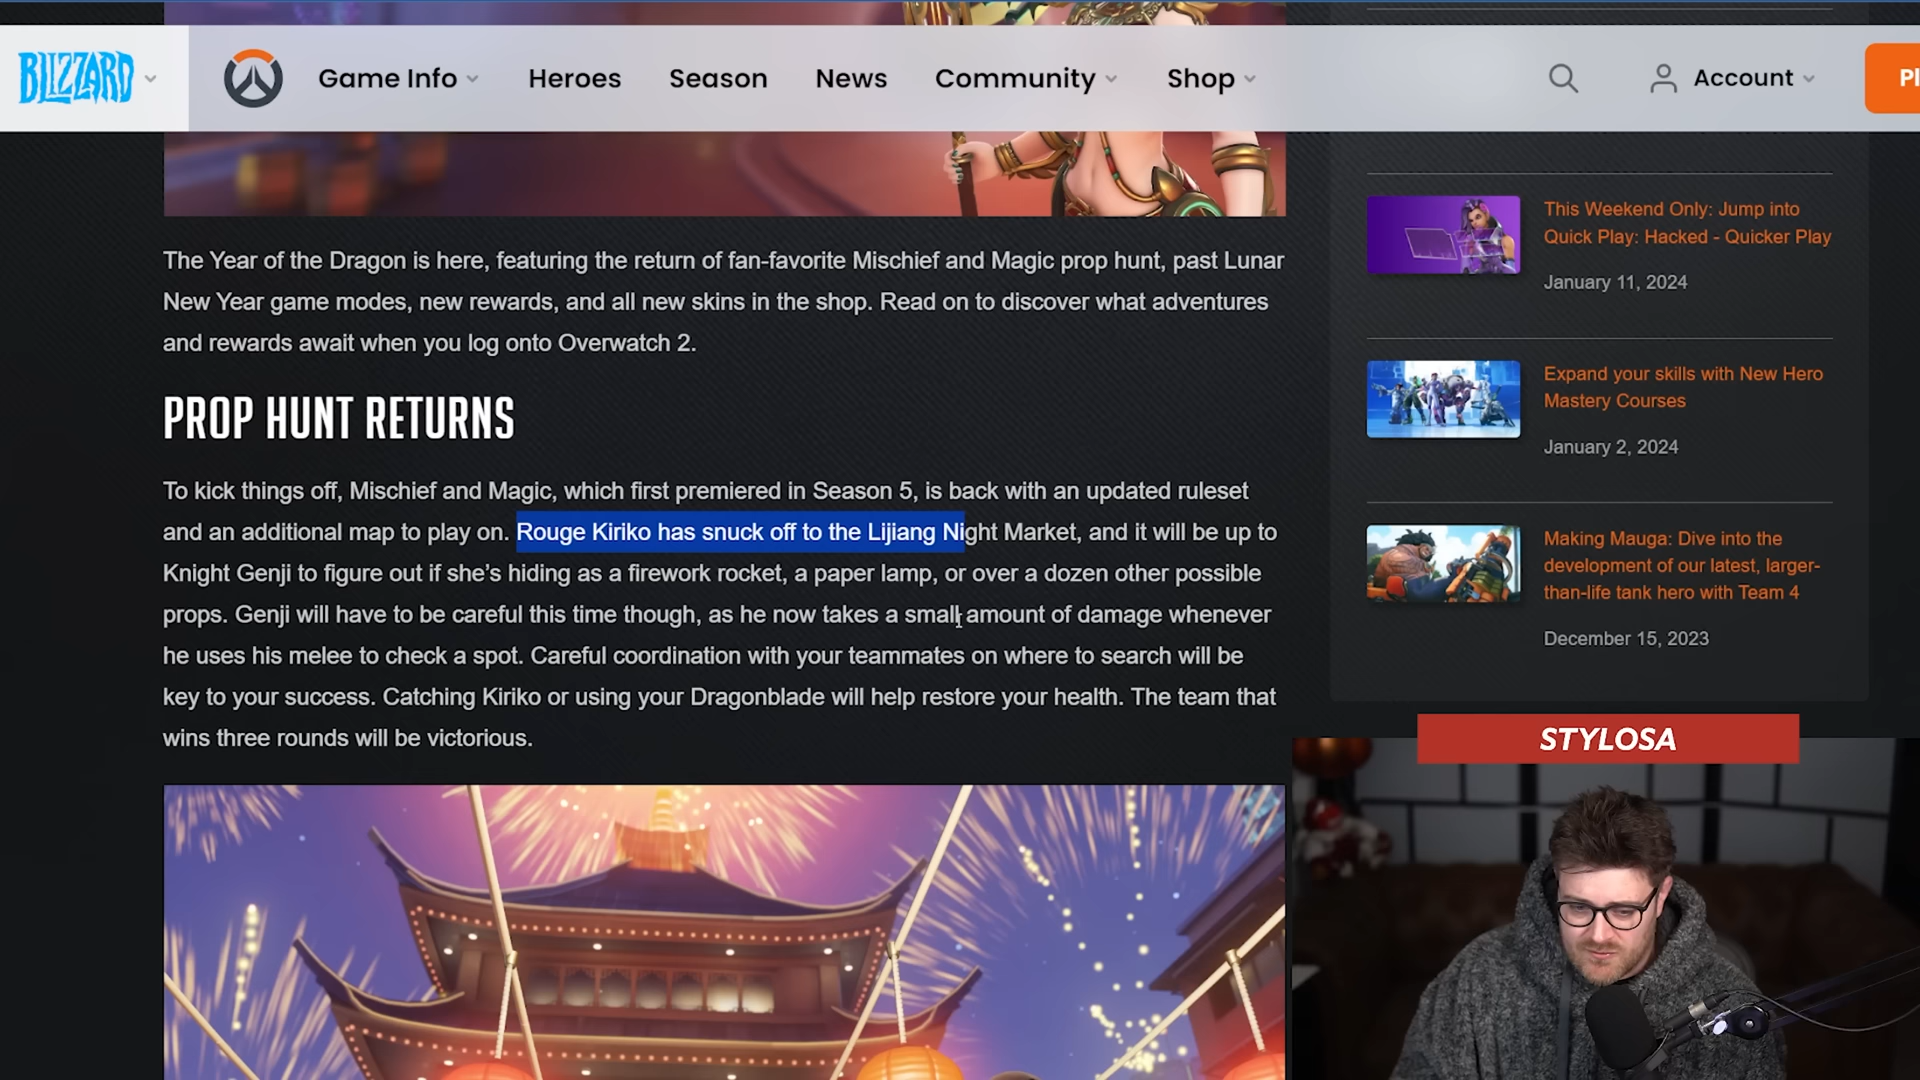 BLIZZARD
Game Info
Heroes
Season
News
Community
Shop
Account
Pl
The Year of the Dragon is here, featuring the return of fan-favorite Mischief and Magic prop hunt, past Lunar
New Year game modes, new rewards, and all new skins in the shop. Read on to discover what adventures
and rewards await when you log onto Overwatch 2.
PROP HUNT RETURNS
To kick things off, Mischief and Magic, which first premiered in Season 5, is back with an updated ruleset
and an additional map to play on. Rouge Kiriko has snuck off to the Lijiang Night Market, and it will be up to
Knight Genji to figure out if she's hiding as a firework rocket, a paper lamp, or over a dozen other possible
props. Genji will have to be careful this time though, as he now takes a small amount of damage whenever
he uses his melee to check a spot. Careful coordination with your teammates on where to search will be
key to your success. Catching Kiriko or using your Dragonblade will help restore your health. The team that
wins three rounds will be victorious.
This Weekend Only: Jump into
Quick Play: Hacked - Quicker Play
January 11, 2024
Expand your skills with New Hero
Mastery Courses
January 2, 2024
Making Mauga: Dive into the
development of our latest, larger-
than-life tank hero with Team 4
December 15, 2023
STYLOSA